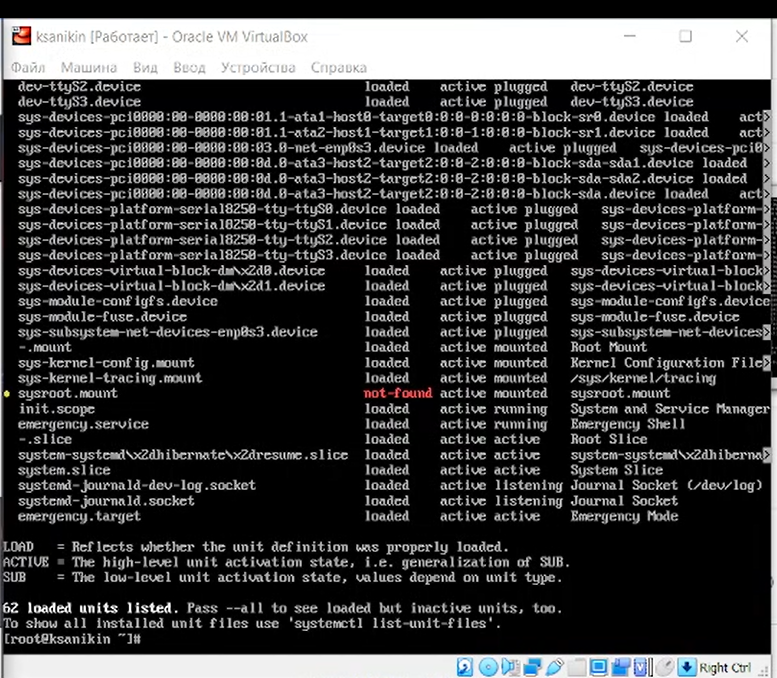 ksanikin [Работает] - Oracle VM VirtualBox
Файл Машина Вид Ввод Устройства Справка
dev-ttyS2.device loaded active plugged dev-ttyS2.device
dev-ttyS3.device loaded active plugged dev-ttyS3.device
sys-devices-pci0000:00-0000:00:01.1-ata1-host0-target0:0:0-0:0:0:0-block-sr0.device loaded act>
sys-devices-pci0000:00-0000:00:01.1-ata2-host1-target1:0:0-1:0:0:0-block-sr1.device loaded act>
sys-devices-pci0000:00-0000:00:03.0-net-enp0s3.device loaded active plugged sys-devices-pci0>
sys-devices-pci0000:00-0000:00:0d.0-ata3-host2-target2:0:0-2:0:0:0-block-sda-sda1.device loaded >
sys-devices-pci0000:00-0000:00:0d.0-ata3-host2-target2:0:0-2:0:0:0-block-sda-sda2.device loaded >
sys-devices-pci0000:00-0000:00:0d.0-ata3-host2-target2:0:0-2:0:0:0-block-sda.device loaded act>
sys-devices-platform-serial8250-tty-ttyS0.device loaded active plugged sys-devices-platform->
sys-devices-platform-serial8250-tty-ttyS1.device loaded active plugged sys-devices-platform->
sys-devices-platform-serial8250-tty-ttyS2.device loaded active plugged sys-devices-platform->
sys-devices-platform-serial8250-tty-ttyS3.device loaded active plugged sys-devices-platform->
sys-devices-virtual-block-dm\x2d0.device loaded active plugged sys-devices-virtual-block>
sys-devices-virtual-block-dm\x2d1.device loaded active plugged sys-devices-virtual-block>
sys-module-configfs.device loaded active plugged sys-module-configfs.device
sys-module-fuse.device loaded active plugged sys-module-fuse.device
sys-subsystem-net-devices-enp0s3.device loaded active plugged sys-subsystem-net-devices>
-.mount loaded active mounted Root Mount
sys-kernel-config.mount loaded active mounted Kernel Configuration File>
sys-kernel-tracing.mount loaded active mounted /sys/kernel/tracing
● sysroot.mount not-found active mounted sysroot.mount
init.scope loaded active running System and Service Manager
emergency.service loaded active running Emergency Shell
-.slice loaded active active Root Slice
system-systemd\x2dhibernate\x2dresume.slice loaded active active system-systemd\x2dhiberna>
system.slice loaded active active System Slice
systemd-journald-dev-log.socket loaded active listening Journal Socket (/dev/log)
systemd-journald.socket loaded active listening Journal Socket
emergency.target loaded active active Emergency Mode
LOAD = Reflects whether the unit definition was properly loaded.
ACTIVE = The high-level unit activation state, i.e. generalization of SUB.
SUB = The low-level unit activation state, values depend on unit type.
62 loaded units listed. Pass --all to see loaded but inactive units, too.
To show all installed unit files use 'systemctl list-unit-files'.
[root@ksanikin ~]#
Right Ctrl